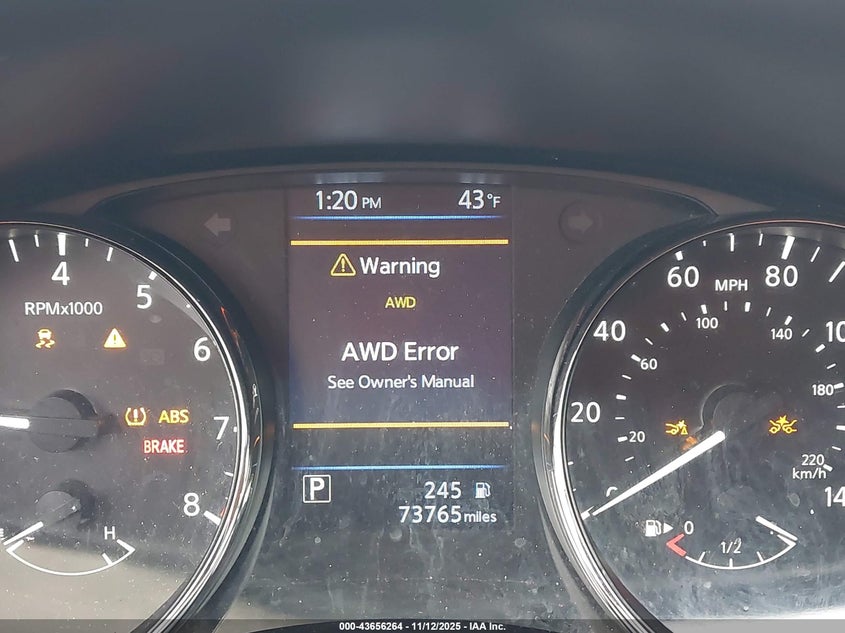 1:20 PM 43°F
Warning
AWD
AWD Error
See Owner's Manual
P 245
73765 miles
4
5
6
7
8
RPMx1000
ABS
BRAKE
H
MPH
0
20
40
60
80
14
20
60
100
140
180
220
km/h
0
1/2
000-43656264 - 11/12/2025 - IAA Inc.